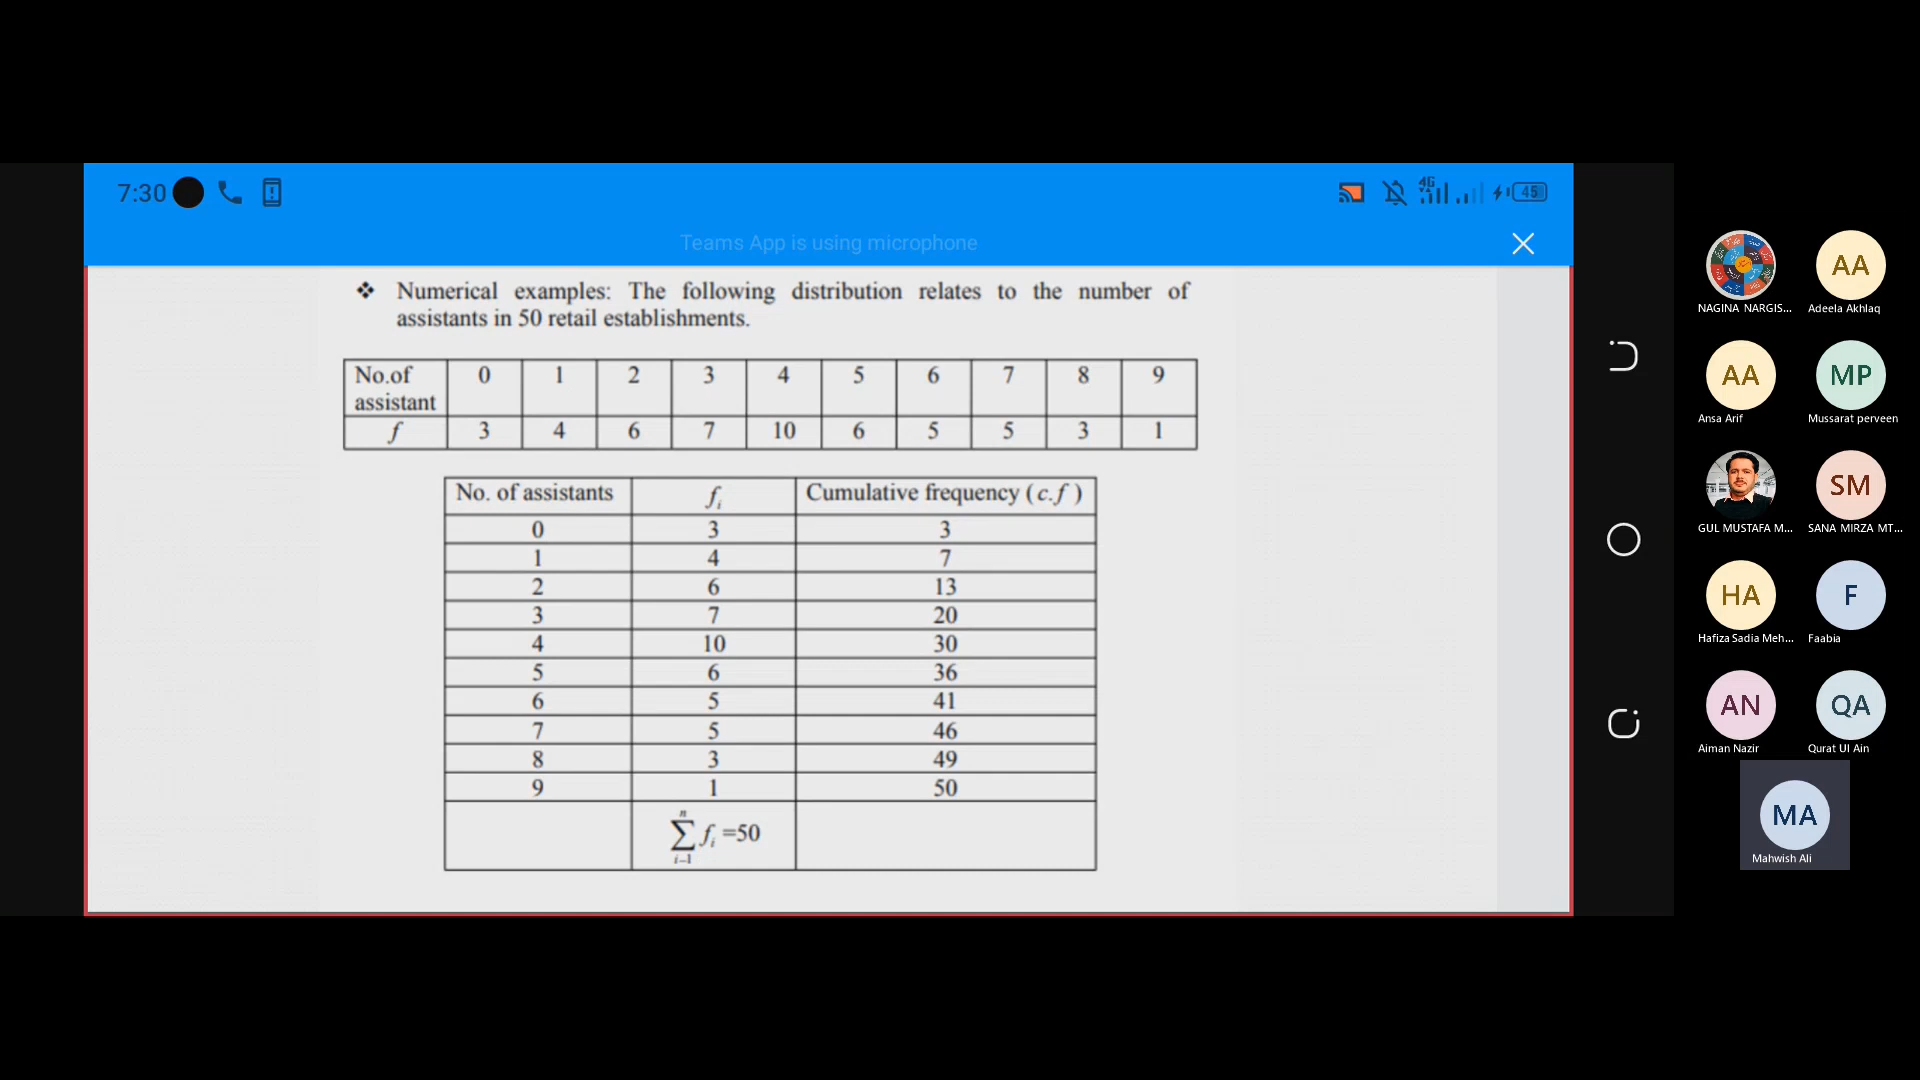 7:30
4G
45
Teams App is using microphone
❖ Numerical examples: The following distribution relates to the number of
assistants in 50 retail establishments.
No.of assistant 0 1 2 3 4 5 6 7 8 9
f 3 4 6 7 10 6 5 5 3 1
No. of assistants fi Cumulative frequency (c.f)
0 3 3
1 4 7
2 6 13
3 7 20
4 10 30
5 6 36
6 5 41
7 5 46
8 3 49
9 1 50
n
∑ fi =50
i–1
NAGINA NARGIS...
AA
Adeela Akhlaq
AA
Ansa Arif
MP
Mussarat perveen
GUL MUSTAFA M...
SM
SANA MIRZA MT...
HA
Hafiza Sadia Meh...
F
Faabia
AN
Aiman Nazir
QA
Qurat Ul Ain
MA
Mahwish Ali